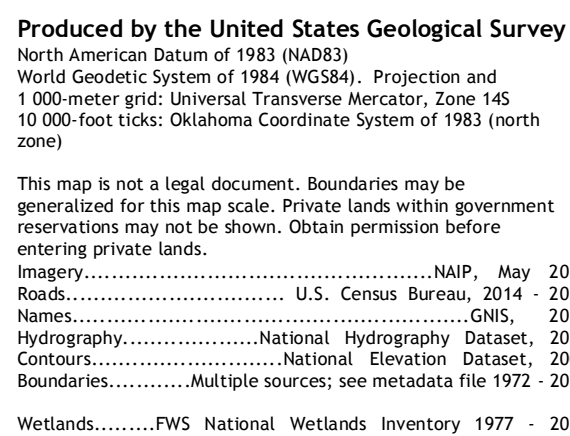 Produced by the United States Geological Survey
North American Datum of 1983 (NAD83)
World Geodetic System of 1984 (WGS84). Projection and
1 000-meter grid: Universal Transverse Mercator, Zone 14S
10 000-foot ticks: Oklahoma Coordinate System of 1983 (north
zone)
This map is not a legal document. Boundaries may be
generalized for this map scale. Private lands within government
reservations may not be shown. Obtain permission before
entering private lands.
Imagery..................................................NAIP, May 20
Roads................................ U.S. Census Bureau, 2014 - 20
Names.........................................................GNIS, 20
Hydrography....................National Hydrography Dataset, 20
Contours............................National Elevation Dataset, 20
Boundaries............Multiple sources; see metadata file 1972 - 20
Wetlands.........FWS National Wetlands Inventory 1977 - 20